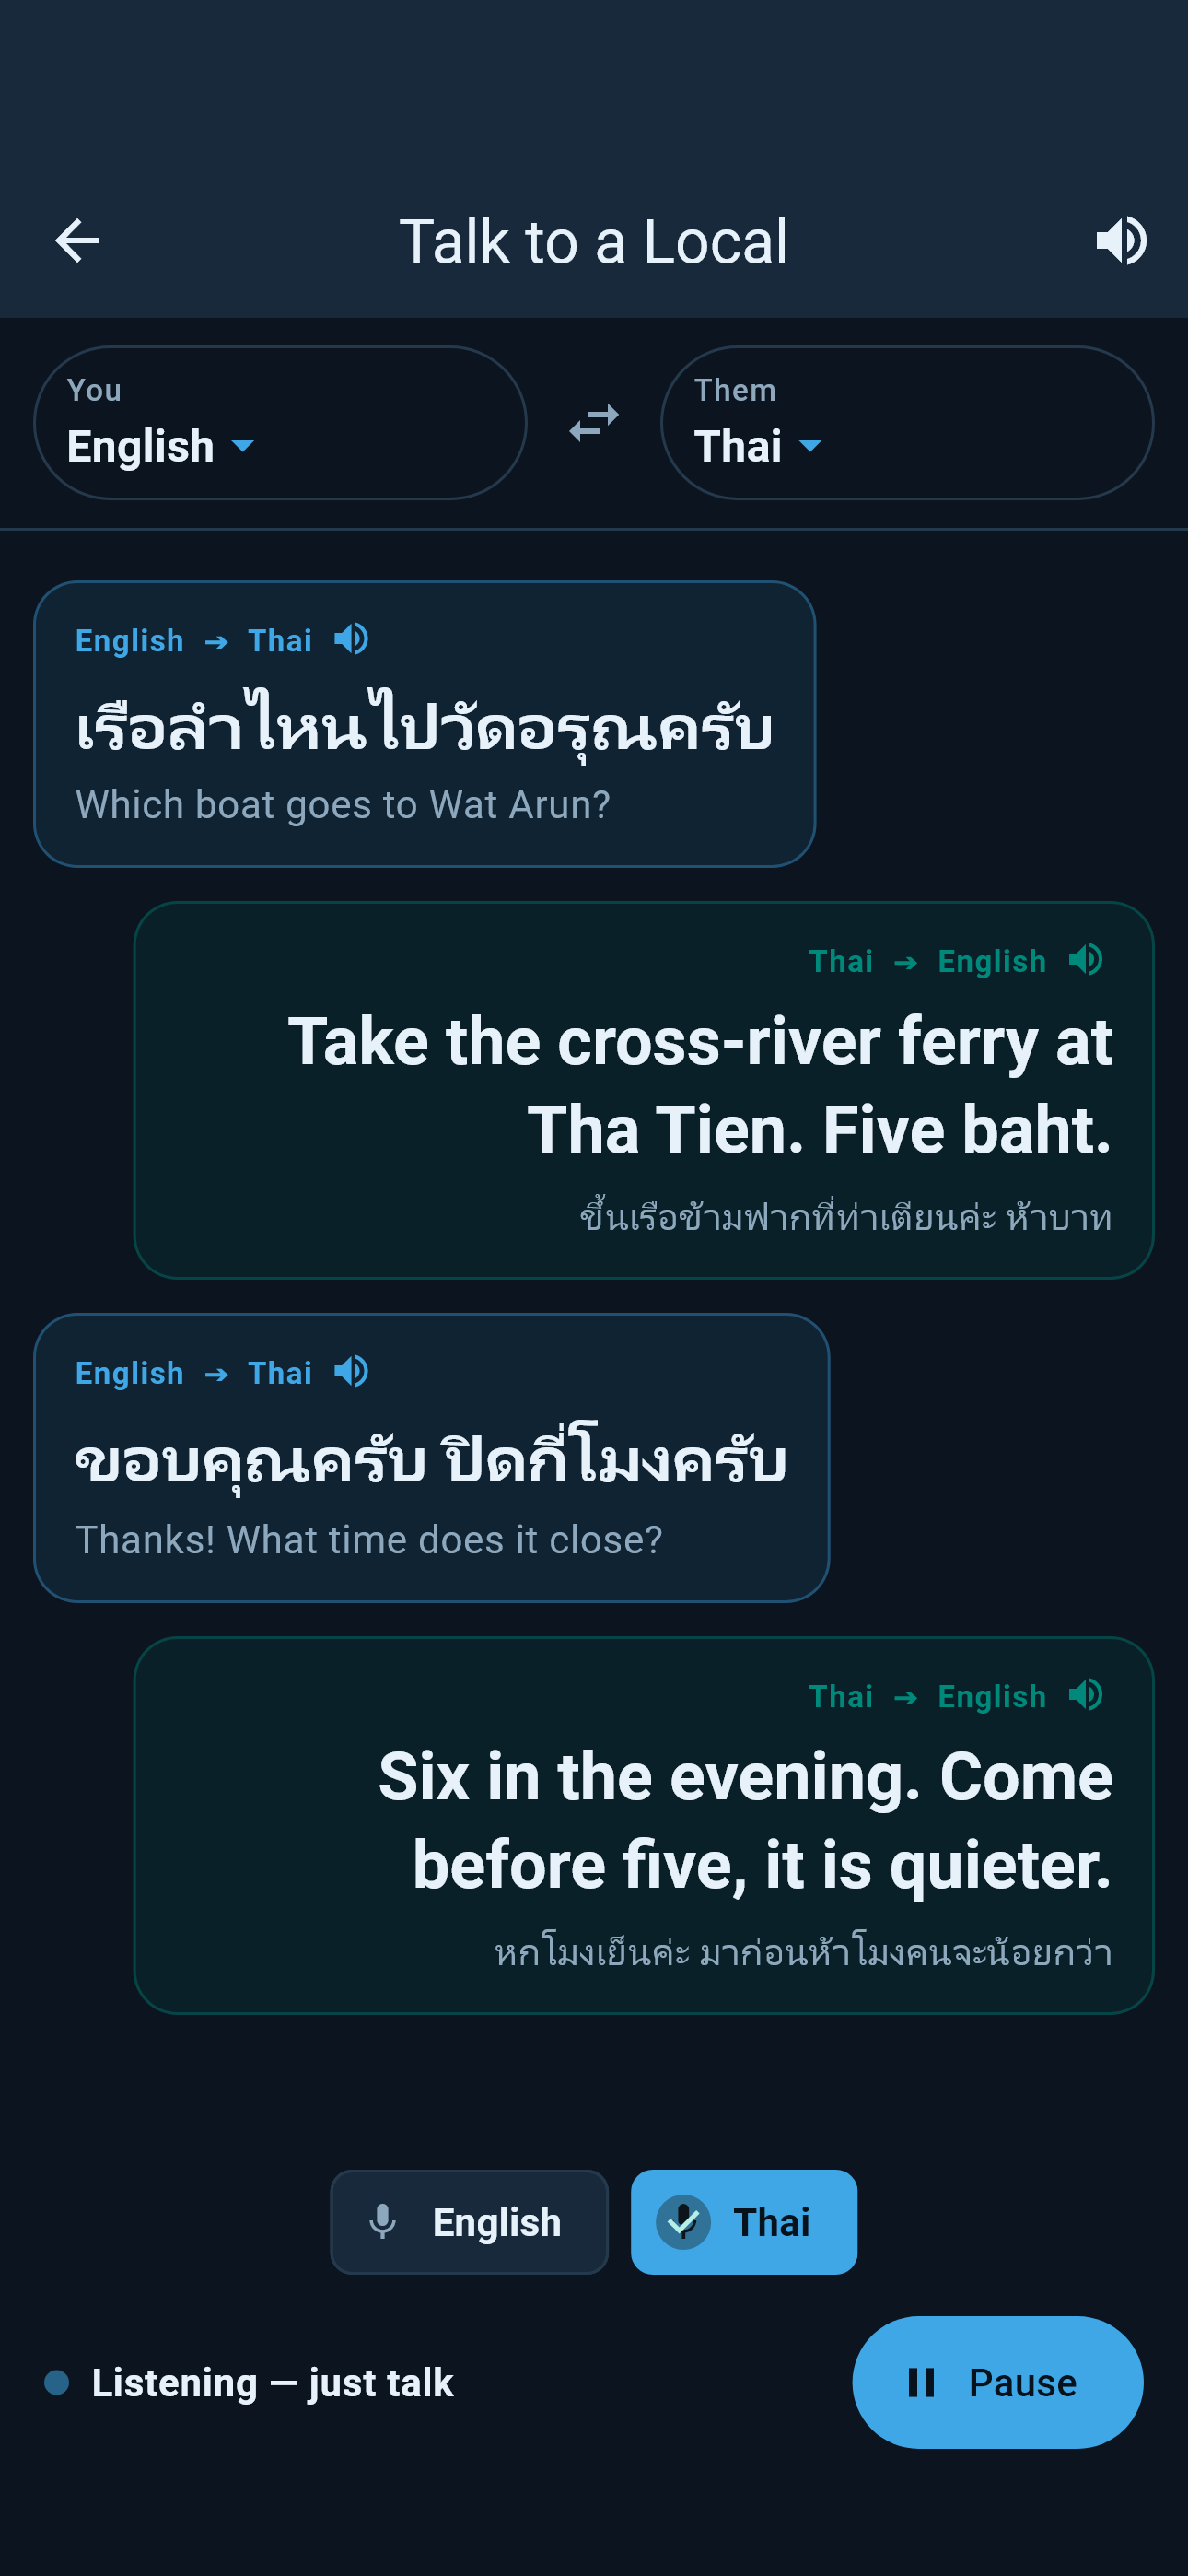 Talk to a Local
You
English
Them
Thai
English → Thai
เรือลำไหนไปวัดอรุณครับ
Which boat goes to Wat Arun?
Thai → English
Take the cross-river ferry at
Tha Tien. Five baht.
ขึ้นเรือข้ามฟากที่ท่าเตียนค่ะ ห้าบาท
English → Thai
ขอบคุณครับ ปิดกี่โมงครับ
Thanks! What time does it close?
Thai → English
Six in the evening. Come
before five, it is quieter.
หกโมงเย็นค่ะ มาก่อนห้าโมงคนจะน้อยกว่า
English
Thai
Listening — just talk
Pause